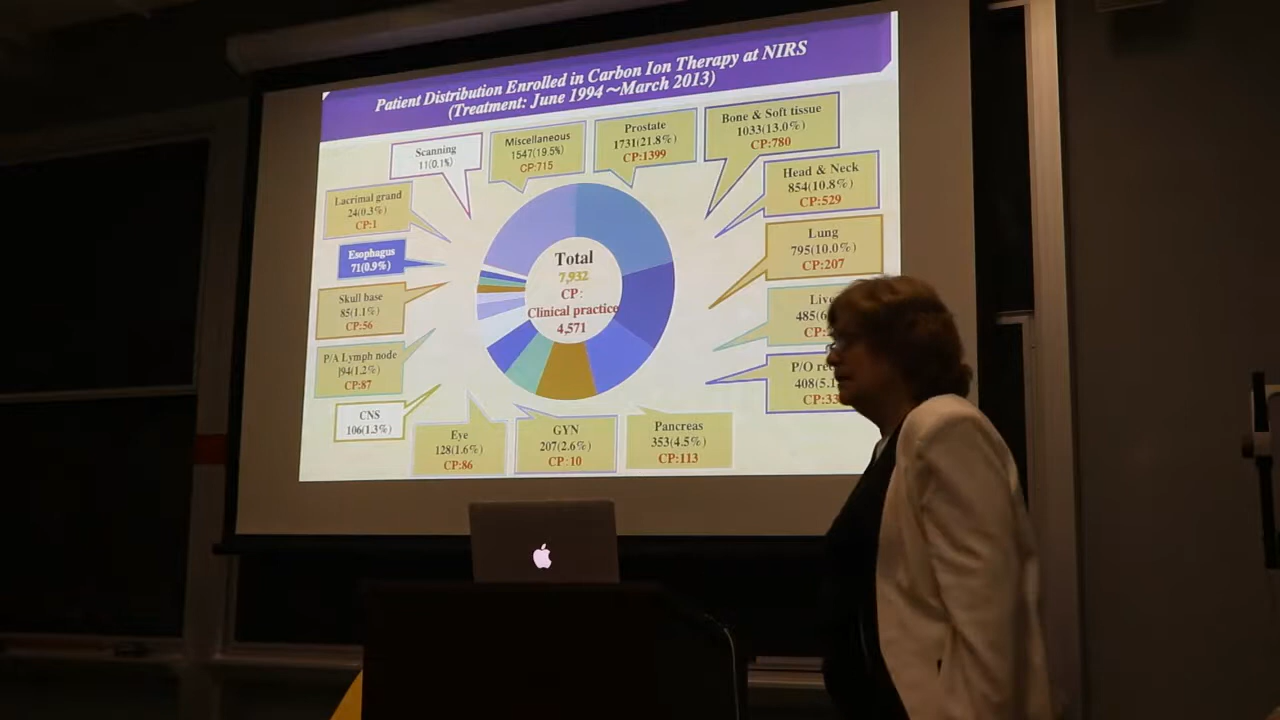 Patient Distribution Enrolled in Carbon Ion Therapy at NIRS
(Treatment: June 1994～March 2013)
Scanning
11(0.1%)
Miscellaneous
1547(19.5%)
CP:715
Prostate
1731(21.8%)
CP:1399
Bone & Soft tissue
1033(13.0%)
CP:780
Lacrimal grand
24(0.3%)
CP:1
Head & Neck
854(10.8%)
CP:529
Esophagus
71(0.9%)
Lung
795(10.0%)
CP:207
Total
7,932
CP:
Clinical practice
4,571
Skull base
85(1.1%)
CP:56
485(6
CP:
P/A Lymph node
94(1.2%)
CP:87
P/O
408(5.1
CP:33
CNS
106(1.3%)
Eye
128(1.6%)
CP:86
GYN
207(2.6%)
CP:10
Pancreas
353(4.5%)
CP:113